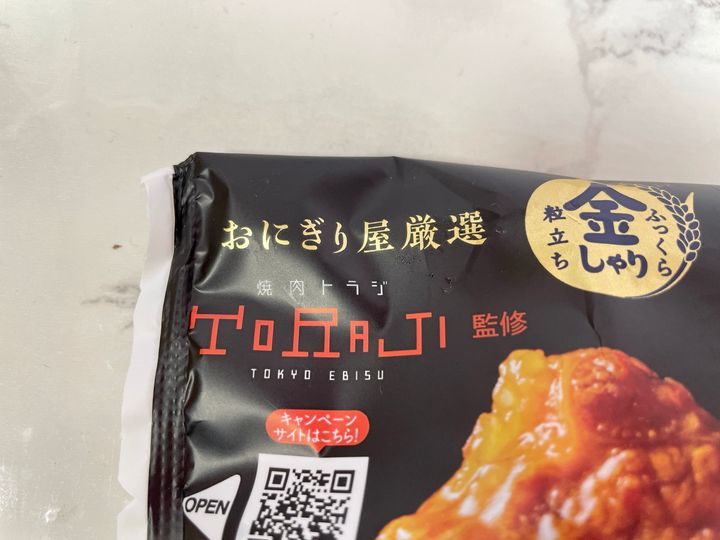 おにぎり屋厳選
焼肉トラジ
TORAJI 監修
TOKYO EBISU
金しゃり
ふっくら
粒立ち
キャンペーン
サイトはこちら!
OPEN